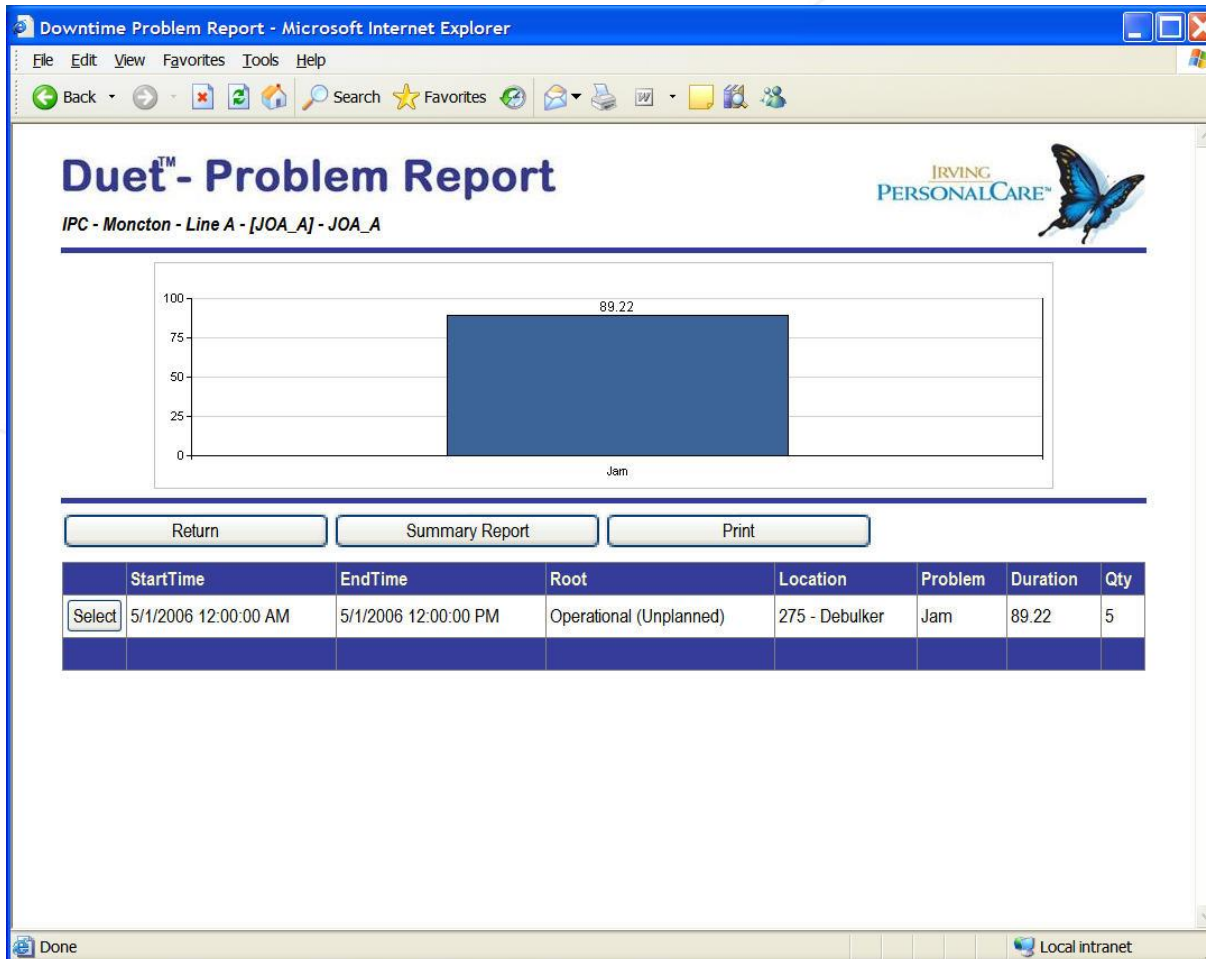 Downtime Problem Report - Microsoft Internet Explorer
File Edit View Favorites Tools Help
Back Search Favorites W
Duet™- Problem Report
IRVING
PERSONALCARE™
IPC - Moncton - Line A - [JOA_A] - JOA_A
100
89.22
75
50
25
0
Jam
Return Summary Report Print
StartTime EndTime Root Location Problem Duration Qty
Select 5/1/2006 12:00:00 AM 5/1/2006 12:00:00 PM Operational (Unplanned) 275 - Debulker Jam 89.22 5
Done Local intranet